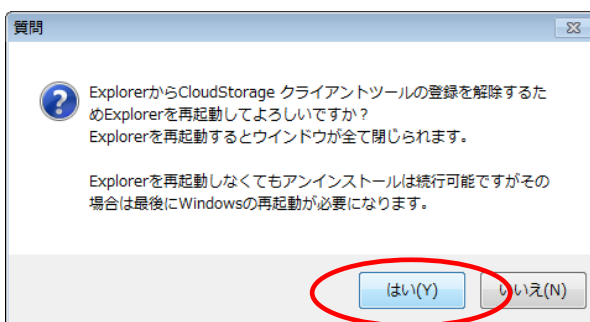 質問
ExplorerからCloudStorage クライアントツールの登録を解除するた
めExplorerを再起動してよろしいですか？
Explorerを再起動するとウインドウが全て閉じられます。
Explorerを再起動しなくてもアンインストールは続行可能ですがその
場合は最後にWindowsの再起動が必要になります。
はい(Y)
いいえ(N)